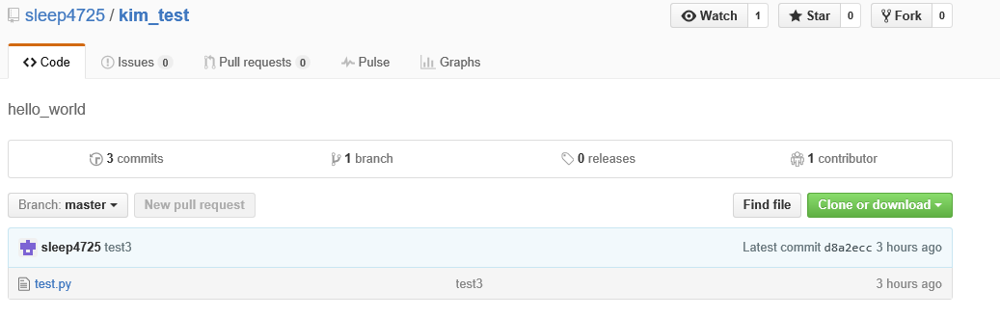 sleep4725 / kim_test
Watch 1 Star 0 Fork 0
Code Issues 0 Pull requests 0 Pulse Graphs
hello_world
3 commits 1 branch 0 releases 1 contributor
Branch: master New pull request Find file Clone or download
sleep4725 test3 Latest commit d8a2ecc 3 hours ago
test.py test3 3 hours ago